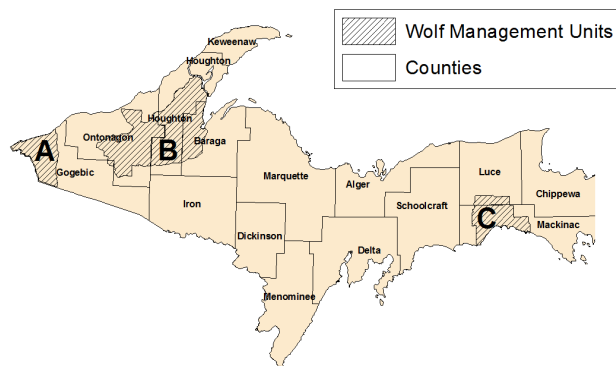 Wolf Management Units
Counties
Keweenaw
Houghton
Houghton
Ontonagon
Baraga
A
B
Gogebic
Marquette
Alger
Luce
Chippewa
Iron
Schoolcraft
C
Mackinac
Dickinson
Delta
Menominee